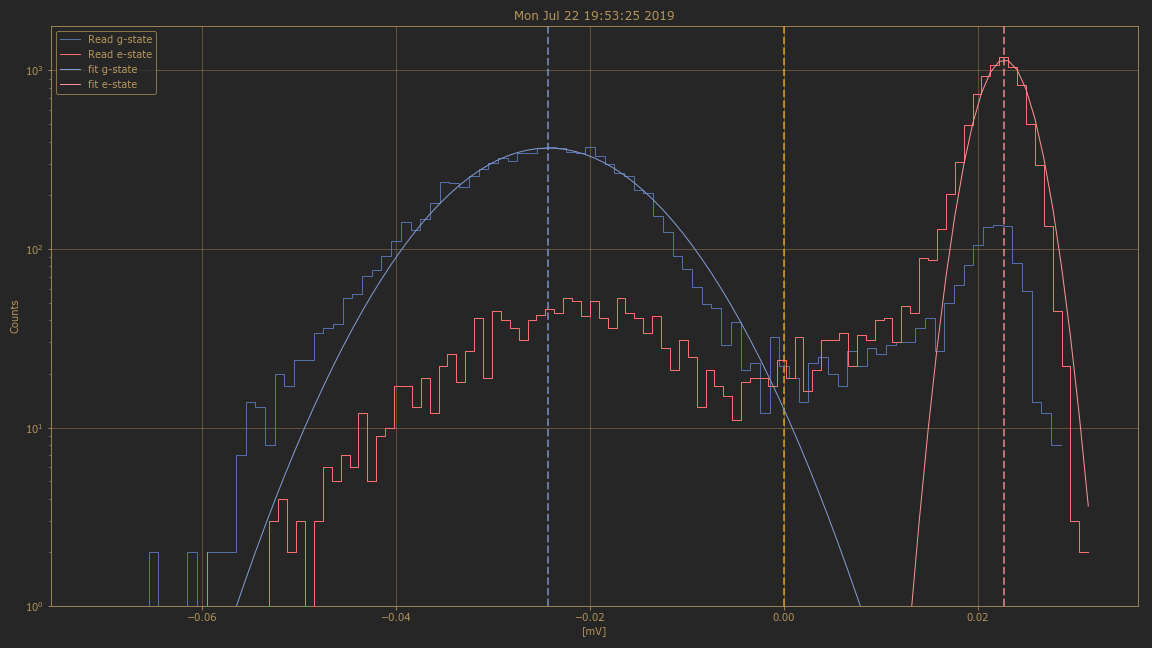 Mon Jul 22 19:53:25 2019
Read g-state
Read e-state
fit g-state
fit e-state
10³
10²
10¹
10⁰
Counts
−0.06 −0.04 −0.02 0.00 0.02
[mV]